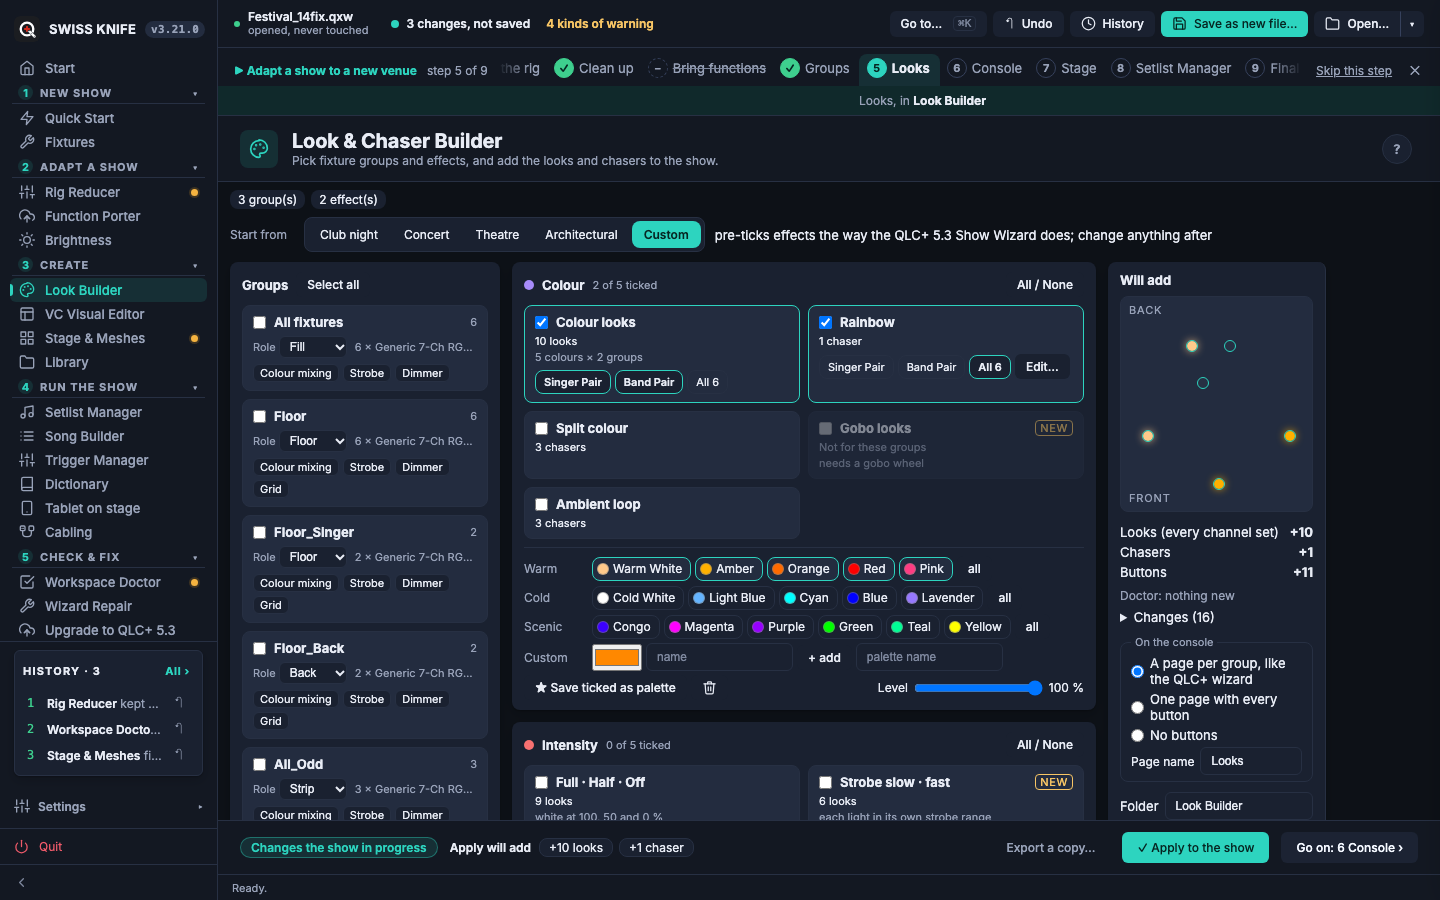 SWISS KNIFE v3.21.0
Start
1 NEW SHOW
Quick Start
Fixtures
2 ADAPT A SHOW
Rig Reducer
Function Porter
Brightness
3 CREATE
Look Builder
VC Visual Editor
Stage & Meshes
Library
4 RUN THE SHOW
Setlist Manager
Song Builder
Trigger Manager
Dictionary
Tablet on stage
Cabling
5 CHECK & FIX
Workspace Doctor
Wizard Repair
Upgrade to QLC+ 5.3
HISTORY · 3 All ›
1 Rig Reducer kept ...
2 Workspace Docto...
3 Stage & Meshes fi...
Settings
Quit
Festival_14fix.qxw
opened, never touched
3 changes, not saved
4 kinds of warning
Go to... ⌘K
Undo
History
Save as new file...
Open...
▶ Adapt a show to a new venue step 5 of 9
the rig
Clean up
Bring functions
Groups
5 Looks
6 Console
7 Stage
8 Setlist Manager
9 Final
Skip this step
Looks, in Look Builder
Look & Chaser Builder
Pick fixture groups and effects, and add the looks and chasers to the show.
?
3 group(s) 2 effect(s)
Start from Club night Concert Theatre Architectural Custom pre-ticks effects the way the QLC+ 5.3 Show Wizard does; change anything after
Groups Select all
All fixtures 6
Role Fill 6 × Generic 7-Ch RG...
Colour mixing Strobe Dimmer
Floor 6
Role Floor 6 × Generic 7-Ch RG...
Colour mixing Strobe Dimmer
Grid
Floor_Singer 2
Role Floor 2 × Generic 7-Ch RG...
Colour mixing Strobe Dimmer
Grid
Floor_Back 2
Role Back 2 × Generic 7-Ch RG...
Colour mixing Strobe Dimmer
Grid
All_Odd 3
Role Strip 3 × Generic 7-Ch RG...
Colour mixing Strobe Dimmer
Colour 2 of 5 ticked All / None
Colour looks
10 looks
5 colours × 2 groups
Singer Pair Band Pair All 6
Rainbow
1 chaser
Singer Pair Band Pair All 6 Edit...
Split colour
3 chasers
Gobo looks NEW
Not for these groups
needs a gobo wheel
Ambient loop
3 chasers
Warm Warm White Amber Orange Red Pink all
Cold Cold White Light Blue Cyan Blue Lavender all
Scenic Congo Magenta Purple Green Teal Yellow all
Custom name + add palette name
★ Save ticked as palette Level 100 %
Intensity 0 of 5 ticked All / None
Full · Half · Off
9 looks
white at 100, 50 and 0 %
Strobe slow · fast NEW
6 looks
each light in its own strobe range
Will add
BACK
FRONT
Looks (every channel set) +10
Chasers +1
Buttons +11
Doctor: nothing new
▶ Changes (16)
On the console
A page per group, like
the QLC+ wizard
One page with every
button
No buttons
Page name Looks
Folder Look Builder
Changes the show in progress Apply will add +10 looks +1 chaser
Export a copy...
✓ Apply to the show
Go on: 6 Console ›
Ready.